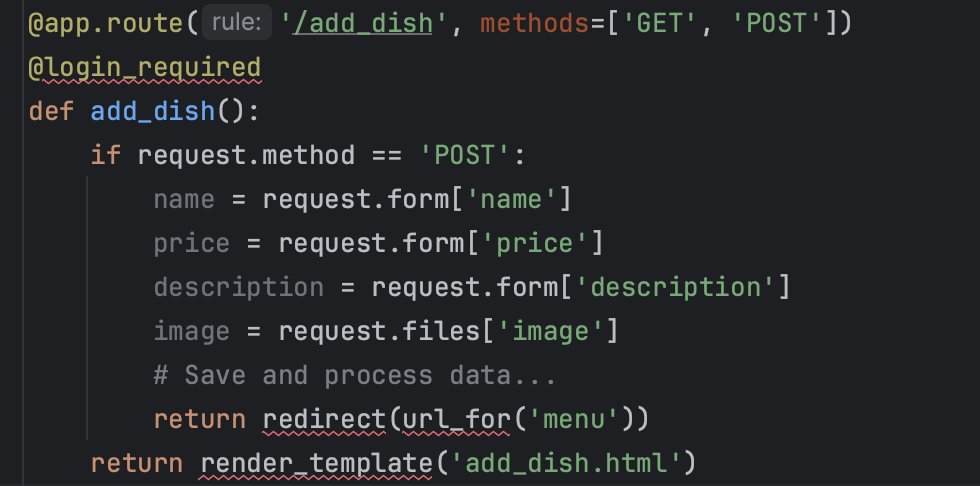 @app.route( rule: '/add_dish', methods=['GET', 'POST'])
@login_required
def add_dish():
    if request.method == 'POST':
        name = request.form['name']
        price = request.form['price']
        description = request.form['description']
        image = request.files['image']
        # Save and process data...
        return redirect(url_for('menu'))
    return render_template('add_dish.html')